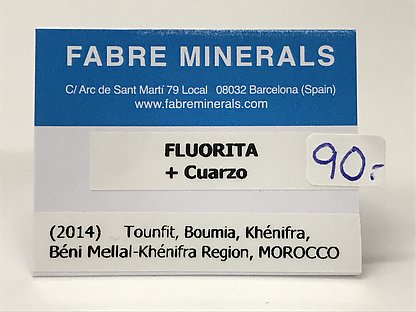 FABRE MINERALS
C/ Arc de Sant Martí 79 Local 08032 Barcelona (Spain)
www.fabreminerals.com
FLUORITA
+ Cuarzo
90.-
(2014) Tounfit, Boumia, Khénifra,
Béni Mellal-Khénifra Region, MOROCCO